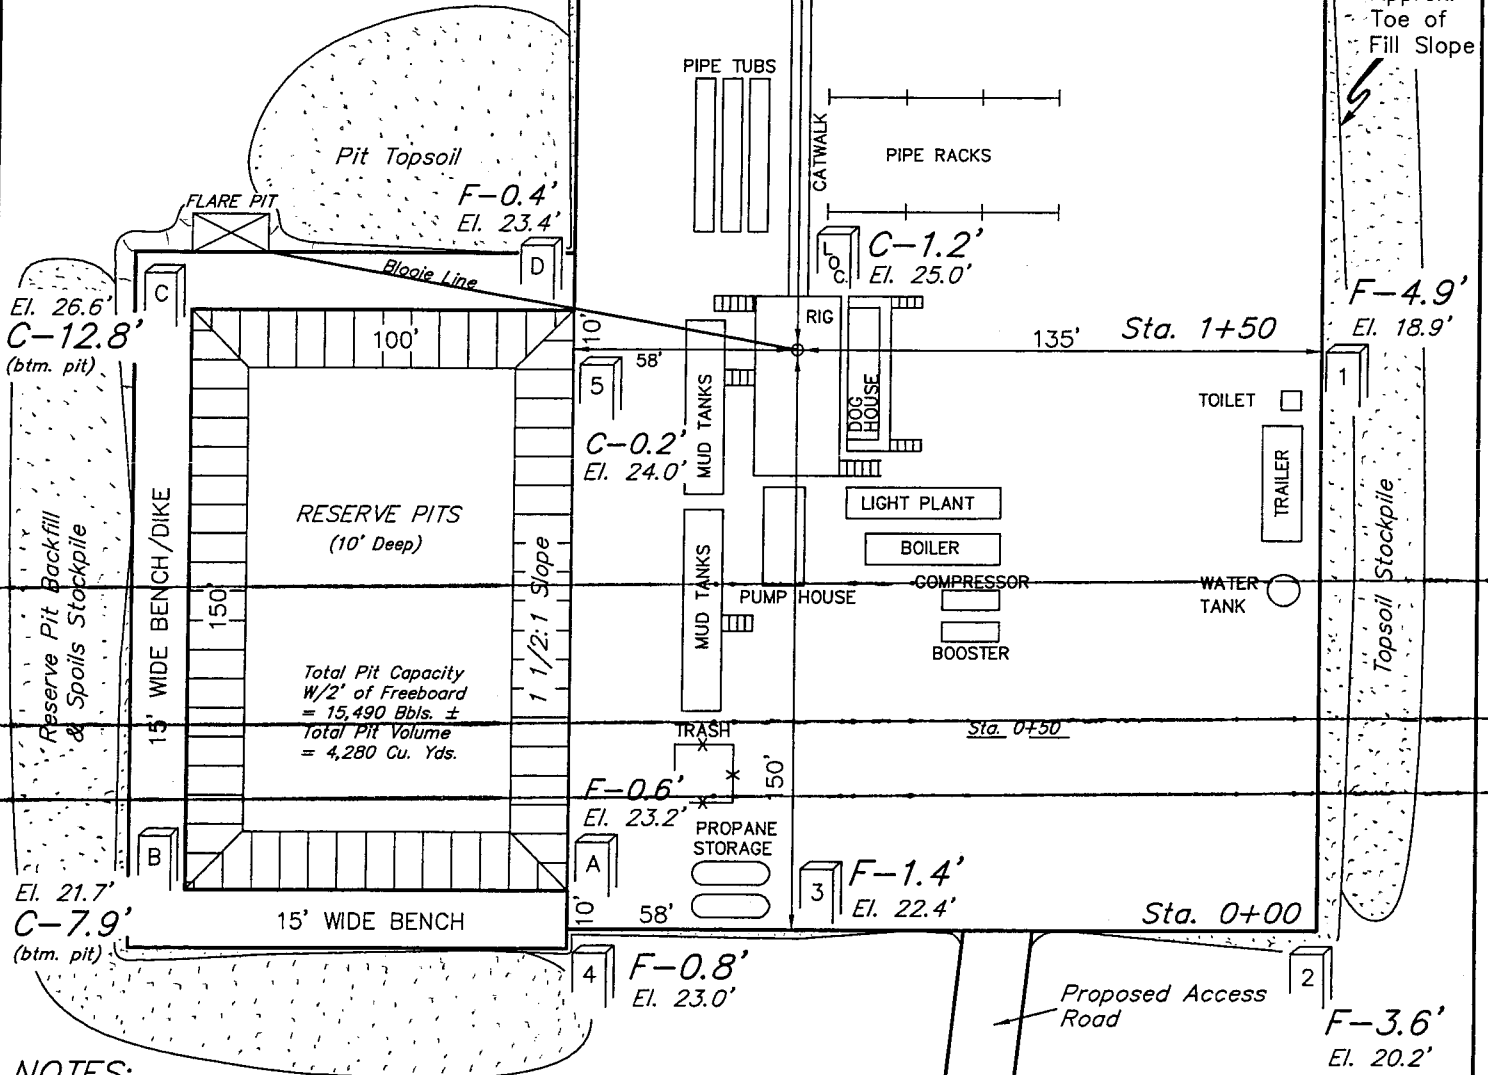 Toe of
Fill Slope
PIPE TUBS
CATWALK
PIPE RACKS
Pit Topsoil
FLARE PIT
F-0.4'
El. 23.4'
D
Blooie Line
LOC.
C-1.2'
El. 25.0'
C
El. 26.6'
C-12.8'
(btm. pit)
100'
10'
58'
RIG
135'
Sta. 1+50
F-4.9'
El. 18.9'
1
5
C-0.2'
El. 24.0'
MUD TANKS
DOG HOUSE
TOILET
TRAILER
LIGHT PLANT
BOILER
COMPRESSOR
BOOSTER
PUMP HOUSE
MUD TANKS
WATER
TANK
Topsoil Stockpile
Reserve Pit Backfill
& Spoils Stockpile
15' WIDE BENCH/DIKE
150'
RESERVE PITS
(10' Deep)
1 1/2:1 Slope
Total Pit Capacity
W/2' of Freeboard
= 15,490 Bbls. ±
Total Pit Volume
= 4,280 Cu. Yds.
TRASH
Sta. 0+50
50'
F-0.6'
El. 23.2'
PROPANE
STORAGE
B
A
El. 21.7'
C-7.9'
(btm. pit)
15' WIDE BENCH
10'
58'
3
F-1.4'
El. 22.4'
Sta. 0+00
4
F-0.8'
El. 23.0'
2
F-3.6'
El. 20.2'
Proposed Access
Road
NOTES: